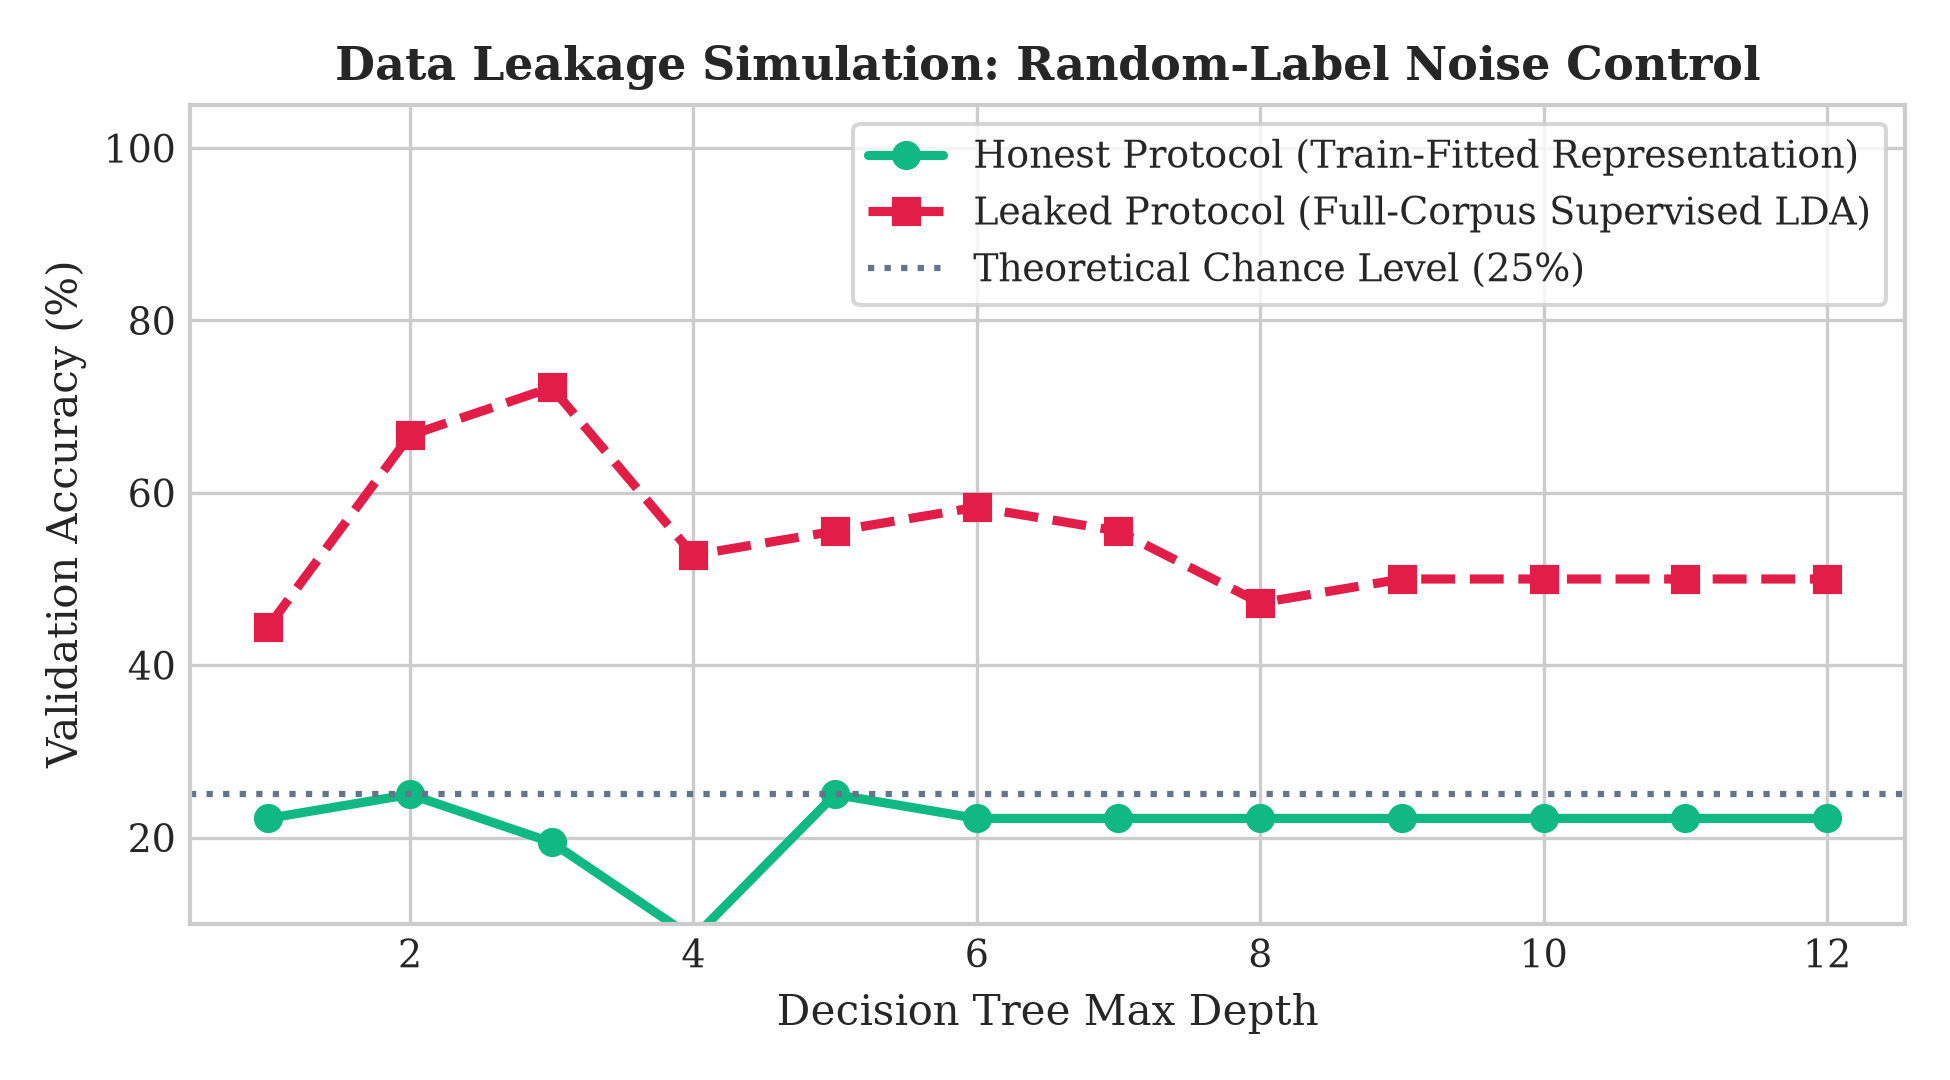 Data Leakage Simulation: Random-Label Noise Control
Honest Protocol (Train-Fitted Representation)
Leaked Protocol (Full-Corpus Supervised LDA)
Theoretical Chance Level (25%)
Validation Accuracy (%)
100
80
60
40
20
2
4
6
8
10
12
Decision Tree Max Depth